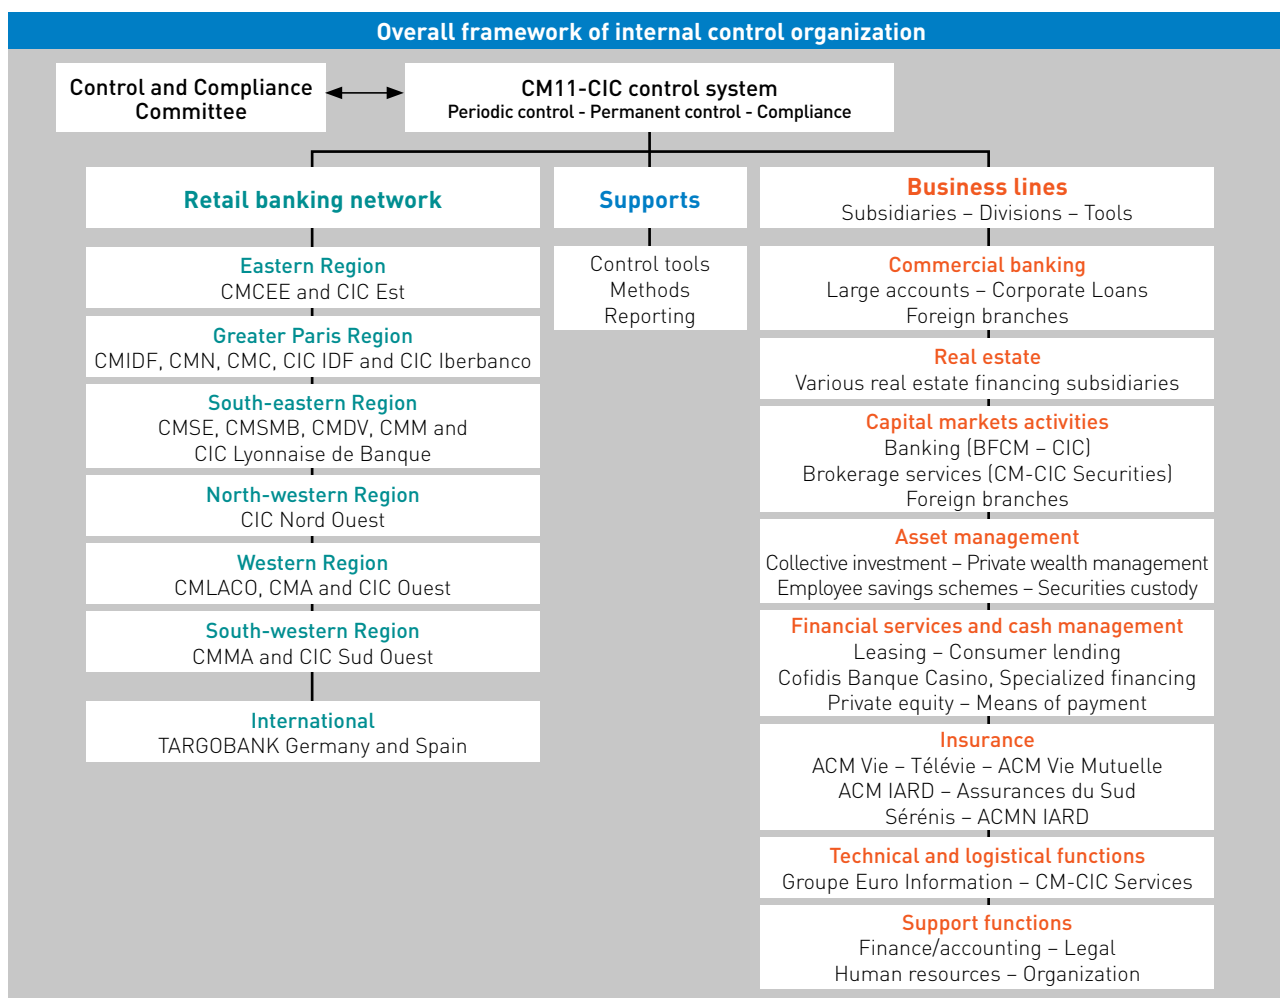 Overall framework of internal control organization
Control and Compliance
Committee
CM11-CIC control system
Periodic control - Permanent control - Compliance
Retail banking network
Eastern Region
CMCEE and CIC Est
Greater Paris Region
CMIDF, CMN, CMC, CIC IDF and CIC Iberbanco
South-eastern Region
CMSE, CMSMB, CMDV, CMM and
CIC Lyonnaise de Banque
North-western Region
CIC Nord Ouest
Western Region
CMLACO, CMA and CIC Ouest
South-western Region
CMMA and CIC Sud Ouest
International
TARGOBANK Germany and Spain
Supports
Control tools
Methods
Reporting
Business lines
Subsidiaries – Divisions – Tools
Commercial banking
Large accounts – Corporate Loans
Foreign branches
Real estate
Various real estate financing subsidiaries
Capital markets activities
Banking (BFCM – CIC)
Brokerage services (CM-CIC Securities)
Foreign branches
Asset management
Collective investment – Private wealth management
Employee savings schemes – Securities custody
Financial services and cash management
Leasing – Consumer lending
Cofidis Banque Casino, Specialized financing
Private equity – Means of payment
Insurance
ACM Vie – Télévie – ACM Vie Mutuelle
ACM IARD – Assurances du Sud
Sérénis – ACMN IARD
Technical and logistical functions
Groupe Euro Information – CM-CIC Services
Support functions
Finance/accounting – Legal
Human resources – Organization